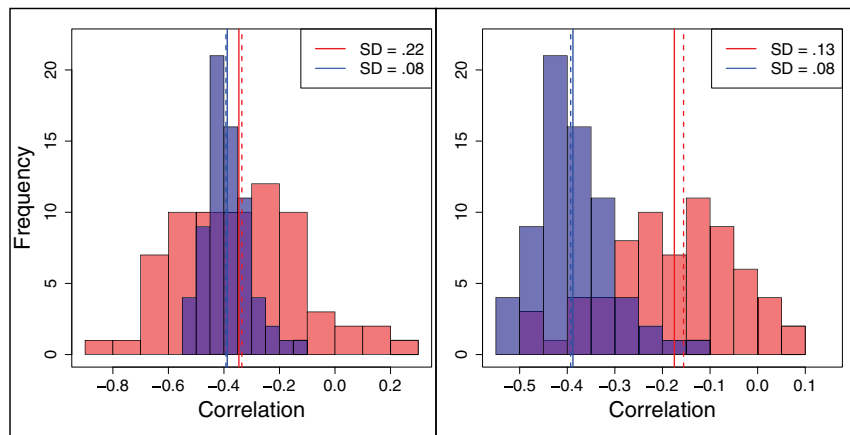 SD = .22
SD = .08
Frequency
20
15
10
5
0
−0.8 −0.6 −0.4 −0.2 0.0 0.2
Correlation
SD = .13
SD = .08
20
15
10
5
0
−0.5 −0.4 −0.3 −0.2 −0.1 0.0 0.1
Correlation